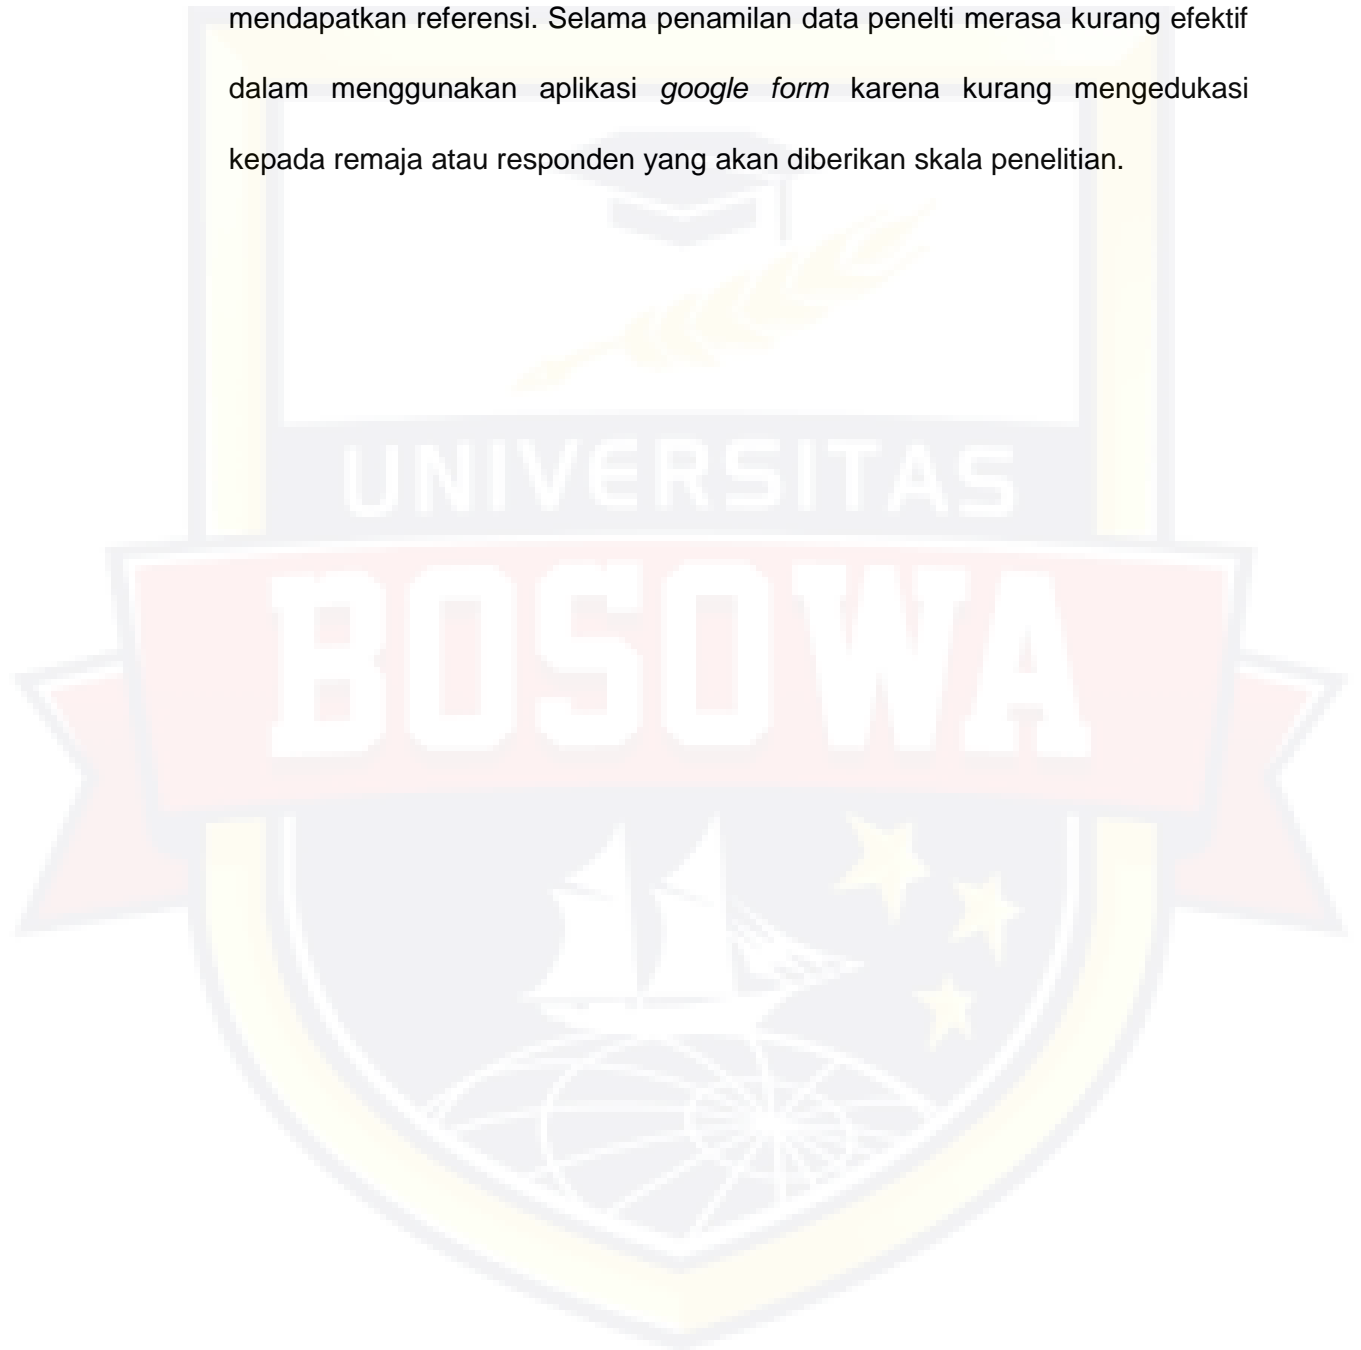 mendapatkan referensi. Selama penamilan data penelti merasa kurang efektif
dalam menggunakan aplikasi google form karena kurang mengedukasi
kepada remaja atau responden yang akan diberikan skala penelitian.
UNIVERSITAS
BOSOWA